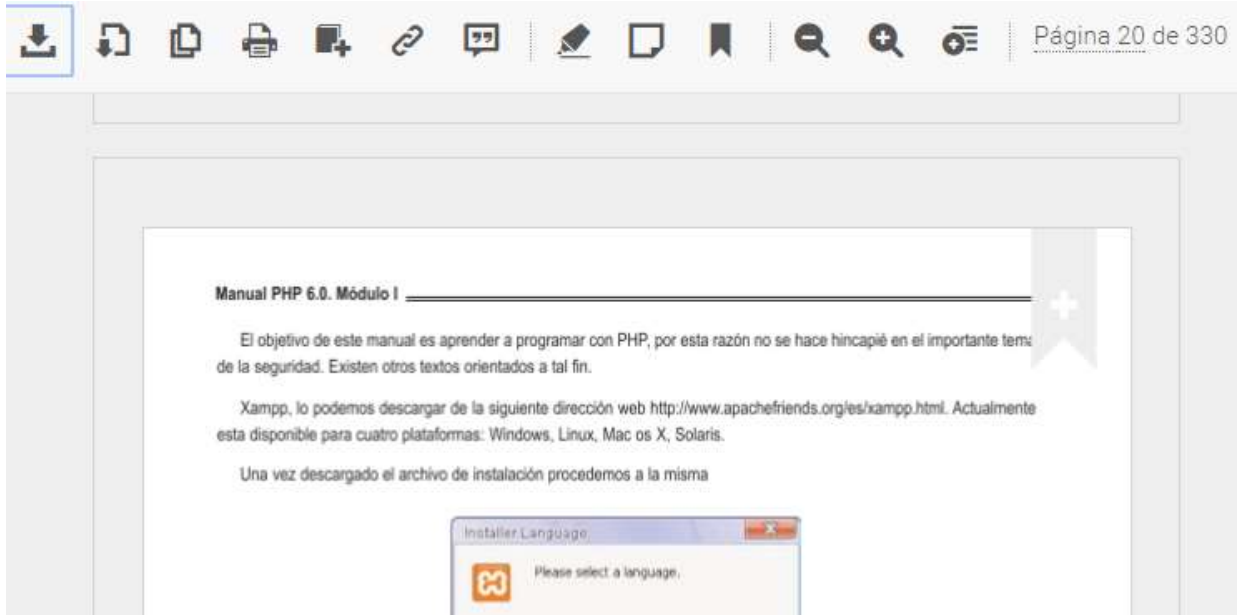 Página 20 de 330
Manual PHP 6.0. Módulo I
El objetivo de este manual es aprender a programar con PHP, por esta razón no se hace hincapié en el importante tema
de la seguridad. Existen otros textos orientados a tal fin.
Xampp, lo podemos descargar de la siguiente dirección web http://www.apachefriends.org/es/xampp.html. Actualmente
esta disponible para cuatro plataformas: Windows, Linux, Mac os X, Solaris.
Una vez descargado el archivo de instalación procedemos a la misma
Installer Language
Please select a language.